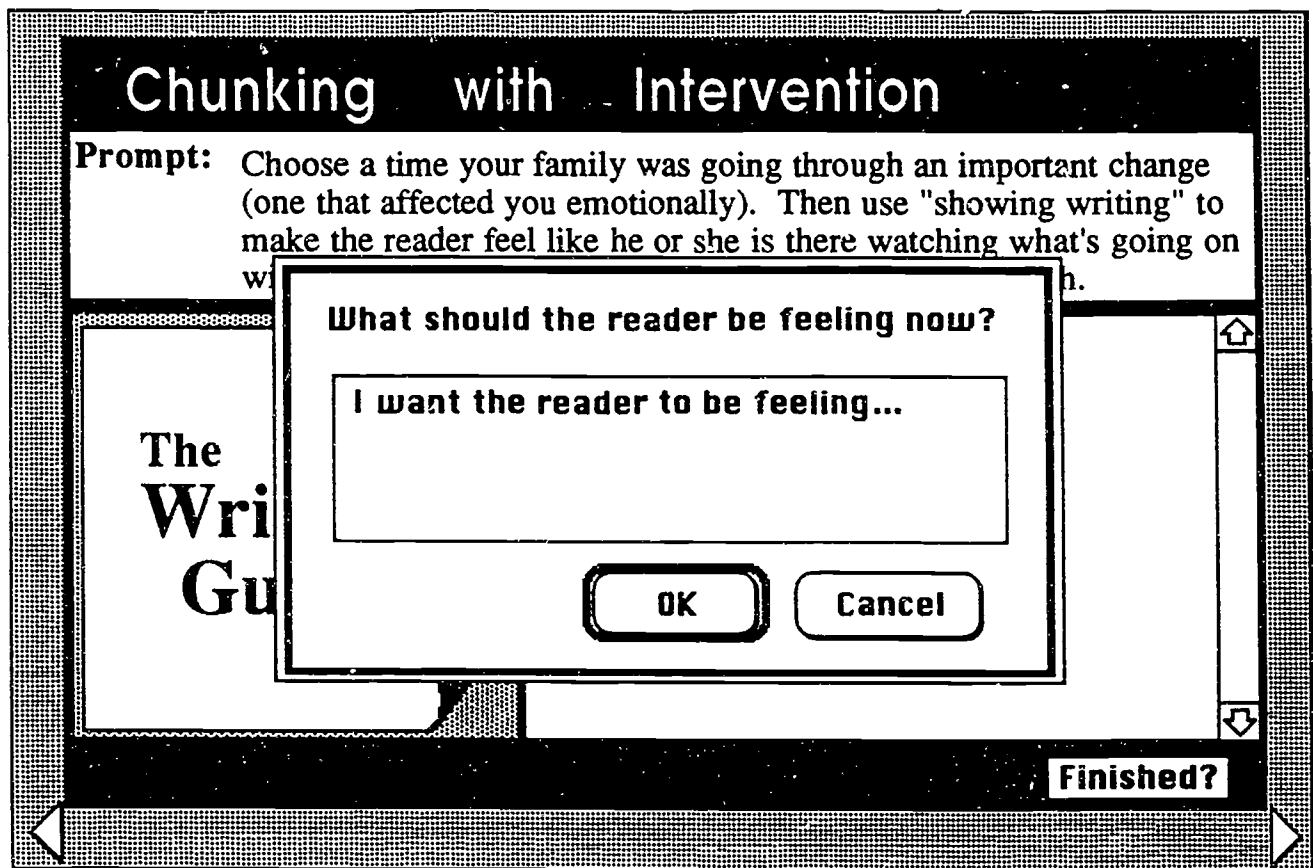 Chunking with Intervention
Prompt: Choose a time your family was going through an important change
(one that affected you emotionally). Then use "showing writing" to
make the reader feel like he or she is there watching what's going on
What should the reader be feeling now?
I want the reader to be feeling...
The
OK Cancel
Finished?